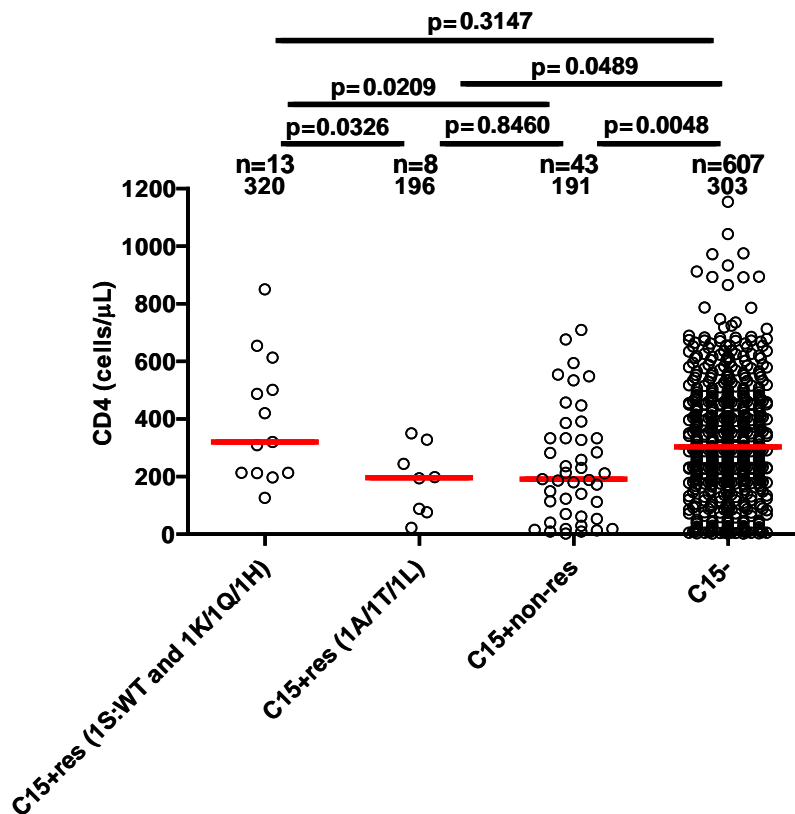 p=0.3147
p=0.0489
p=0.0209
p=0.0326 p=0.8460 p=0.0048
n=13 n=8 n=43 n=607
320 196 191 303
1200
1000
800
600
400
200
0
CD4 (cells/μL)
C15+res (1S:WT and 1K/1Q/1H)
C15+res (1A/1T/1L)
C15+non-res
C15-